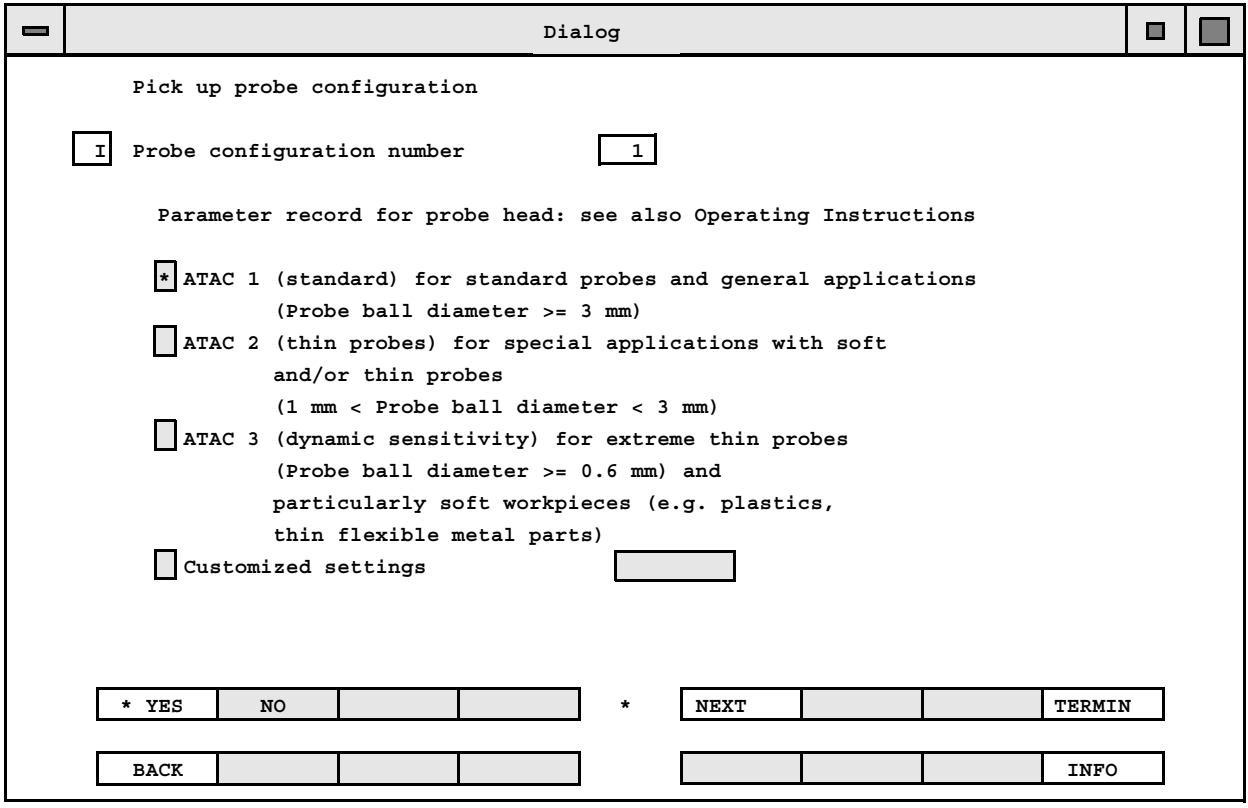 Dialog
Pick up probe configuration
I Probe configuration number 1
Parameter record for probe head: see also Operating Instructions
* ATAC 1 (standard) for standard probes and general applications
(Probe ball diameter >= 3 mm)
ATAC 2 (thin probes) for special applications with soft
and/or thin probes
(1 mm < Probe ball diameter < 3 mm)
ATAC 3 (dynamic sensitivity) for extreme thin probes
(Probe ball diameter >= 0.6 mm) and
particularly soft workpieces (e.g. plastics,
thin flexible metal parts)
Customized settings
* YES NO * NEXT TERMIN
BACK INFO